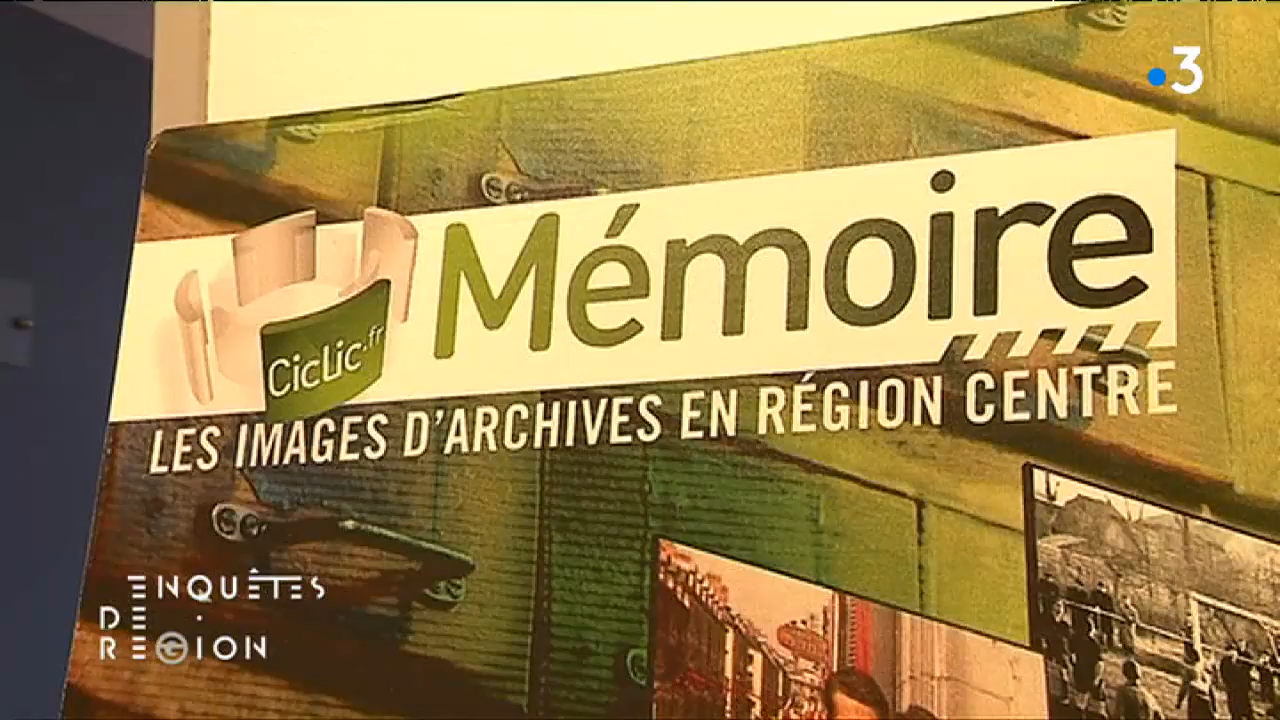 3
Mémoire
CicLic.fr
LES IMAGES D'ARCHIVES EN RÉGION CENTRE
ENQUÊTES
DE
RÉGION